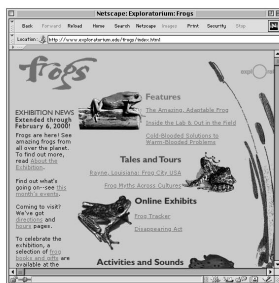 Netscape: Exploratorium: Frogs
Back Forward Reload Home Search Netscape Images Print Security Stop
Location: http://www.exploratorium.edu/frogs/index.html
frogs
EXHIBITION NEWS
Extended through
February 6, 2000!
Frogs are here! See
amazing frogs from
all over the planet.
To find out more,
read About the
Exhibition.
Find out what's
going on--see this
month's events.
Coming to visit?
We've got
directions and
hours pages.
To celebrate the
exhibition, a
selection of frog
books and gifts are
available at the
Features
The Amazing, Adaptable Frog
Inside the Lab & Out in the Field
Cold-Blooded Solutions to
Warm-Blooded Problems
Tales and Tours
Rayne, Louisiana: Frog City USA
Frog Myths Across Cultures
Online Exhibits
Frog Tracker
Disappearing Act
Activities and Sounds